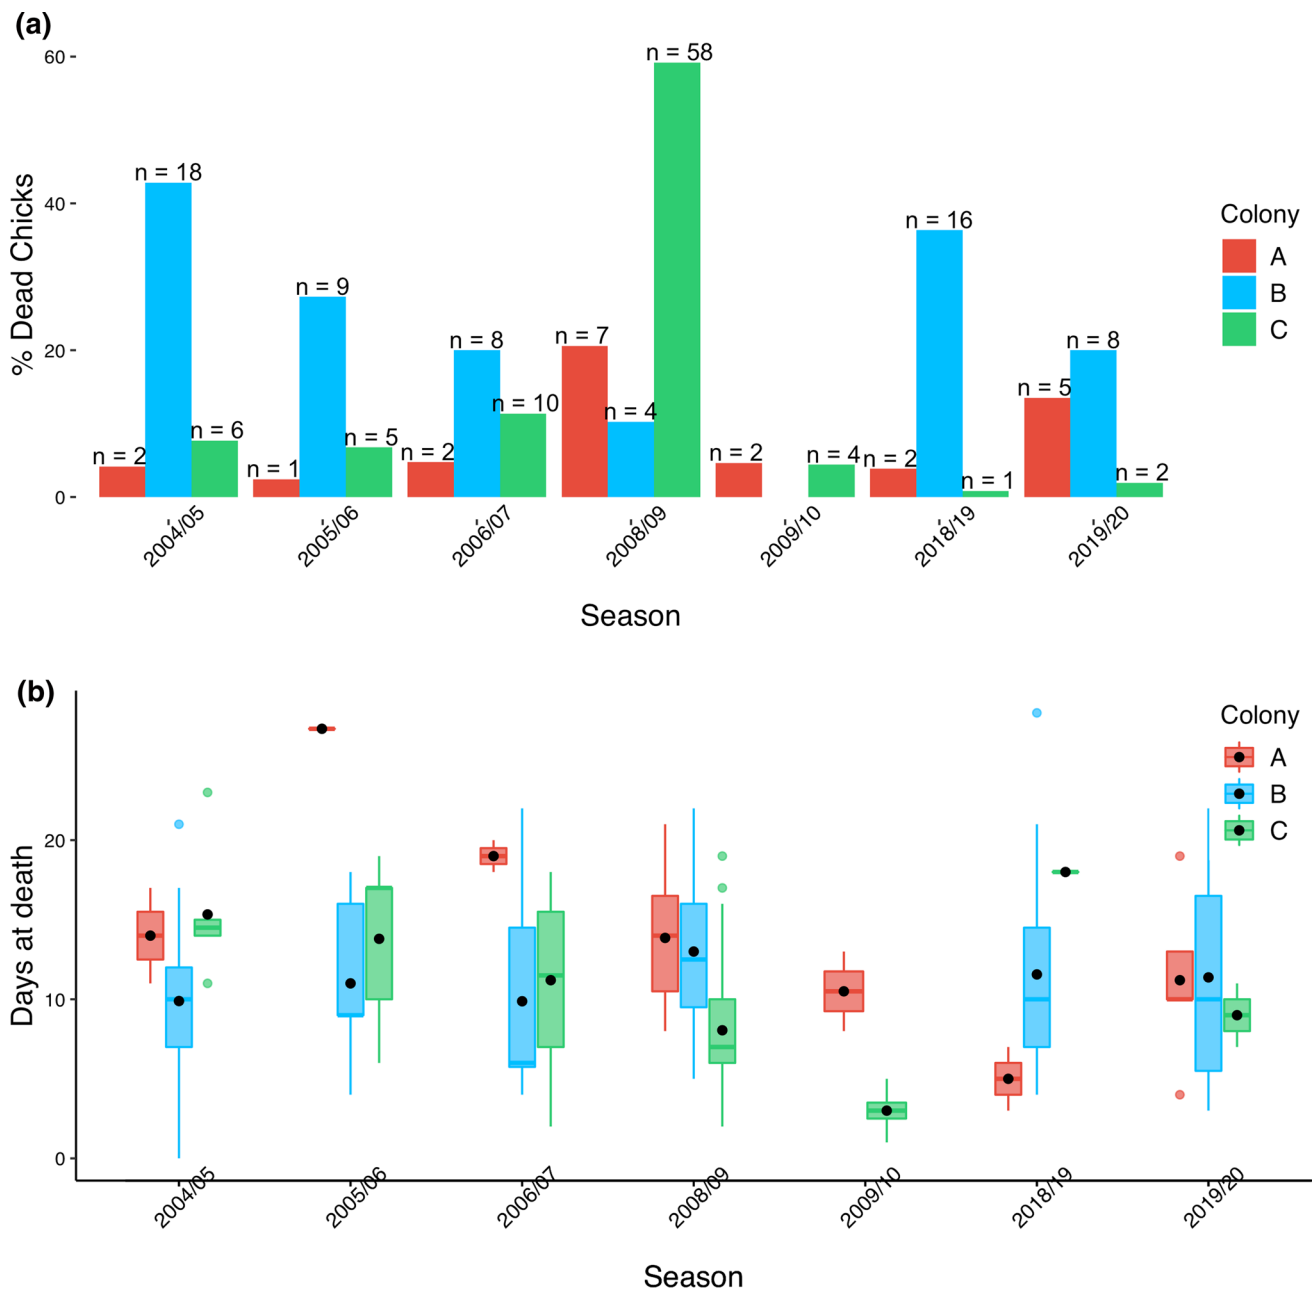 (a)
% Dead Chicks
60
40
20
0
n = 2
n = 18
n = 6
n = 1
n = 9
n = 5
n = 2
n = 8
n = 10
n = 7
n = 4
n = 58
n = 2
n = 4
n = 2
n = 16
n = 1
n = 5
n = 8
n = 2
2004/05
2005/06
2006/07
2008/09
2009/10
2018/19
2019/20
Season
Colony
A
B
C
(b)
Days at death
20
10
0
2004/05
2005/06
2006/07
2008/09
2009/10
2018/19
2019/20
Season
Colony
A
B
C